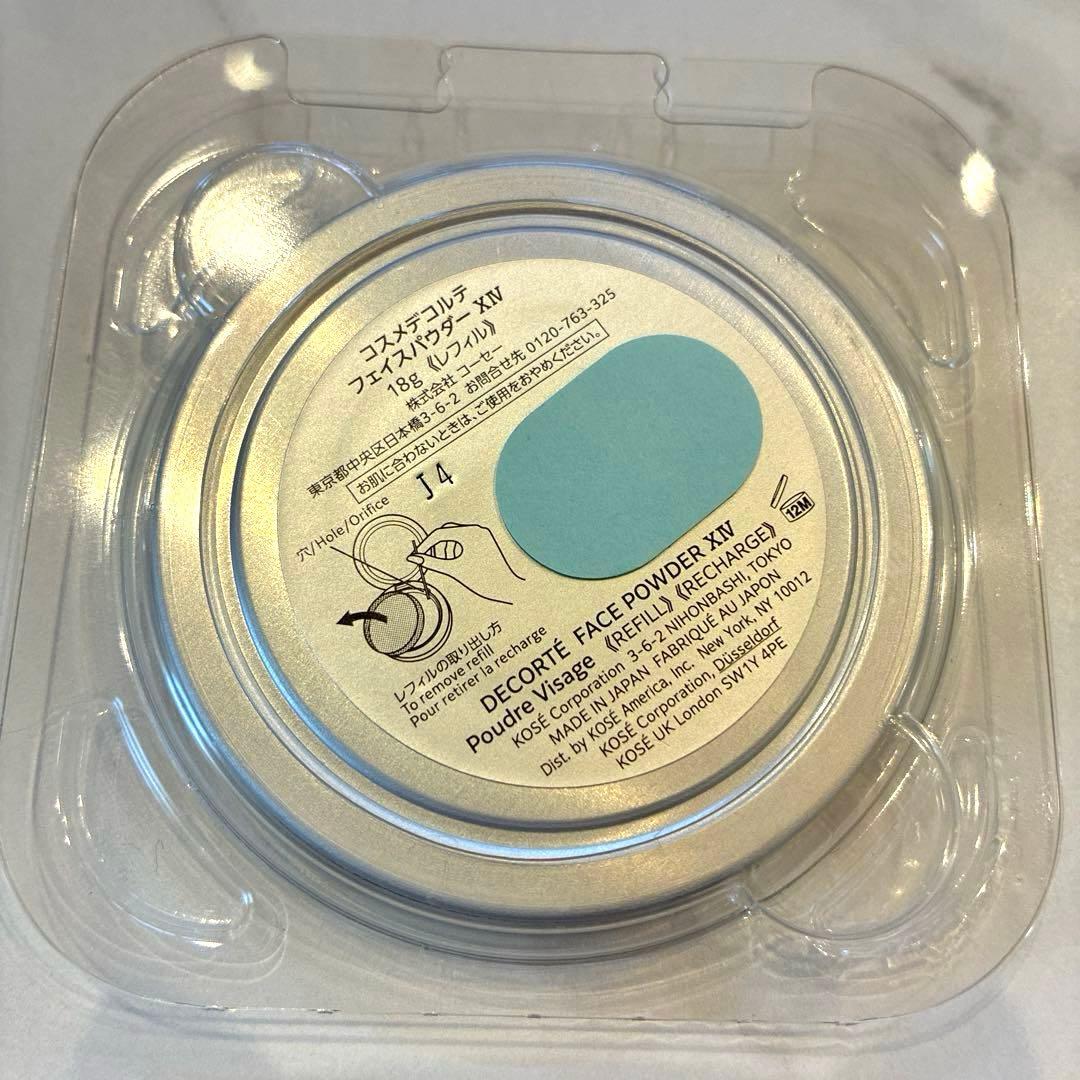 コスメデコルテ
フェイスパウダー XIV
18g 《レフィル》
株式会社 コーセー
東京都中央区日本橋3-6-2 お問合せ先 0120-763-325
お肌に合わないときは、ご使用をおやめください。
J4
穴/Hole/Orifice
12M
レフィルの取り出し方
To remove refill
Pour retirer la recharge
DECORTÉ FACE POWDER XIV
Poudre Visage 《REFILL》《RECHARGE》
KOSÉ Corporation 3-6-2 NIHONBASHI, TOKYO
MADE IN JAPAN FABRIQUÉ AU JAPON
Dist. by KOSÉ America, Inc. New York, NY 10012
KOSÉ Corporation, Düsseldorf
KOSÉ UK London SW1Y 4PE